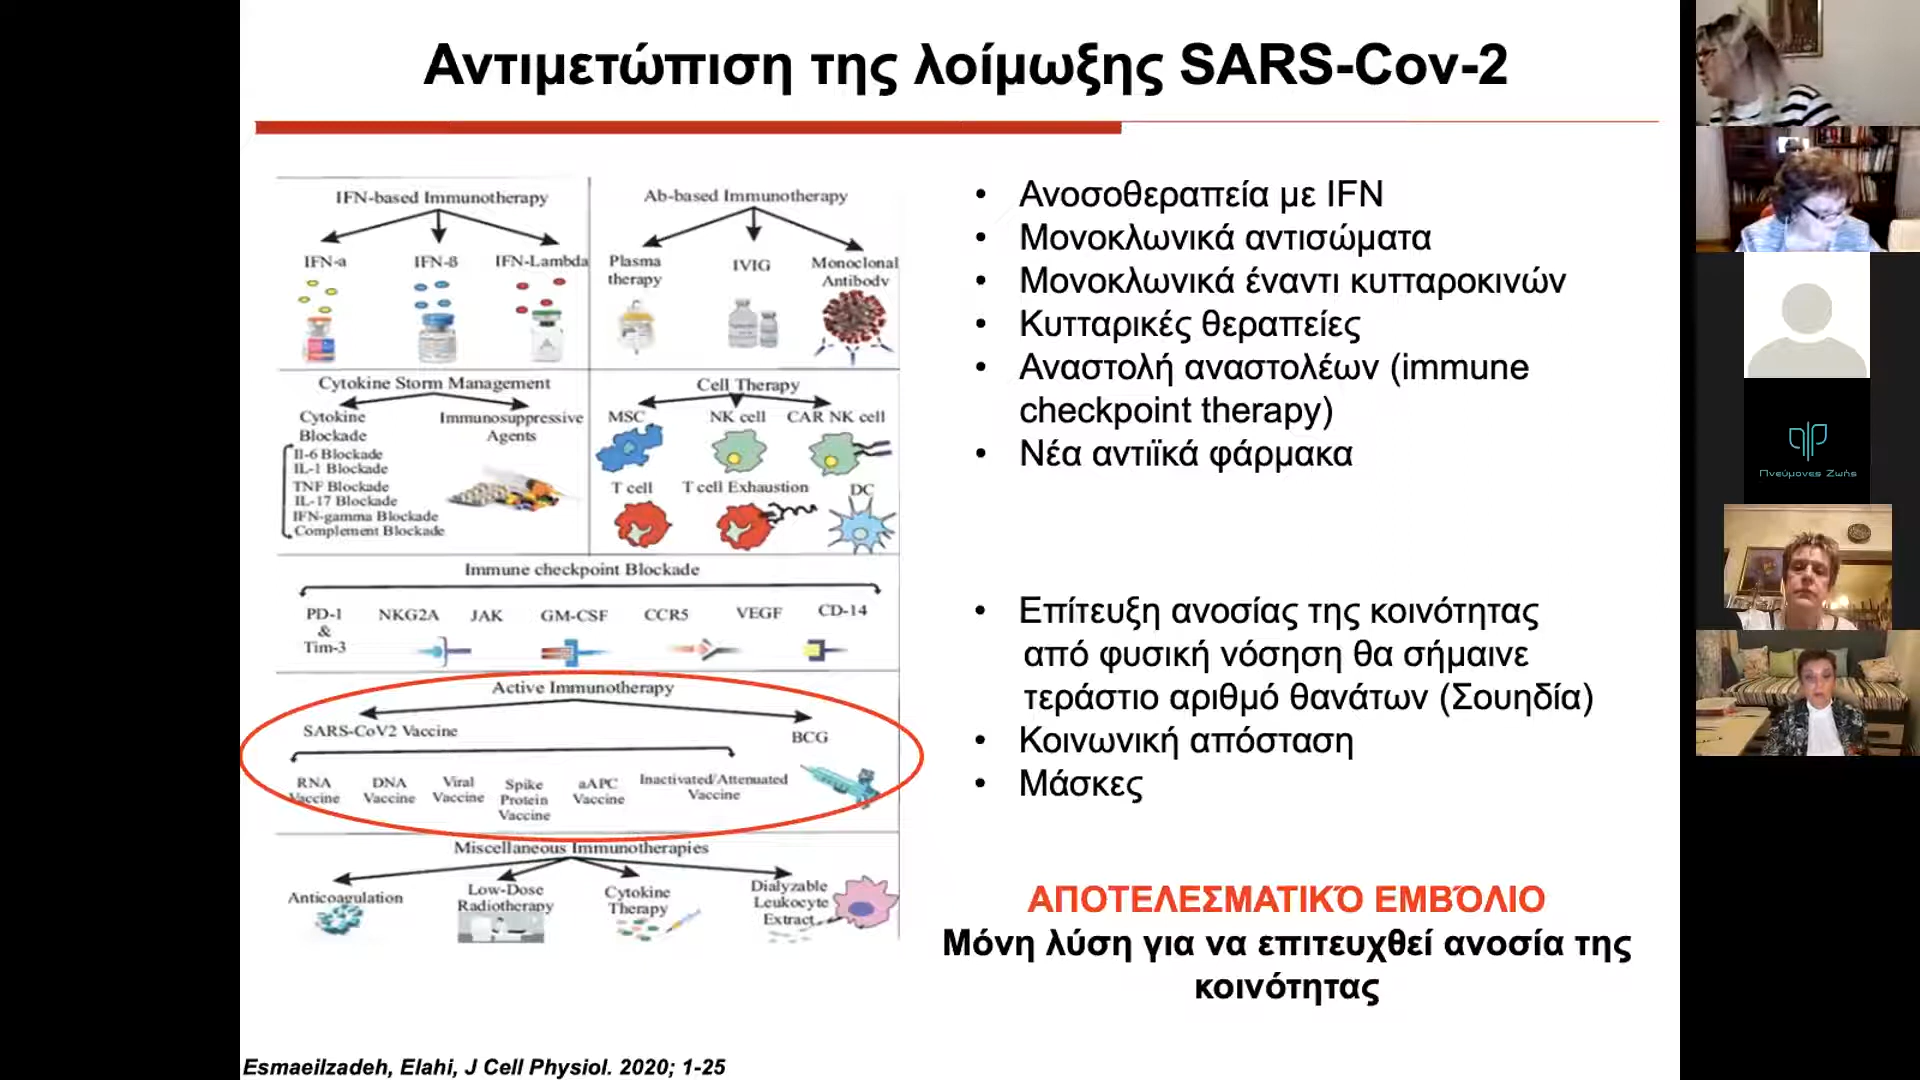 Αντιμετώπιση της λοίμωξης SARS-Cov-2
IFN-based Immunotherapy
IFN-a
IFN-ß
IFN-Lambda
Ab-based Immunotherapy
Plasma therapy
IVIG
Monoclonal Antibody
Cytokine Storm Management
Cytokine Blockade
Immunosuppressive Agents
Il-6 Blockade
IL-1 Blockade
TNF Blockade
IL-17 Blockade
IFN-gamma Blockade
Complement Blockade
Cell Therapy
MSC
NK cell
CAR NK cell
T cell
T cell Exhaustion
DC
Immune checkpoint Blockade
PD-1 & Tim-3
NKG2A
JAK
GM-CSF
CCR5
VEGF
CD-14
Active Immunotherapy
SARS-CoV2 Vaccine
BCG
RNA Vaccine
DNA Vaccine
Viral Vaccine
Spike Protein Vaccine
aAPC Vaccine
Inactivated/Attenuated Vaccine
Miscellaneous Immunotherapies
Anticoagulation
Low-Dose Radiotherapy
Cytokine Therapy
Dialyzable Leukocyte Extract
• Ανοσοθεραπεία με IFN
• Μονοκλωνικά αντισώματα
• Μονοκλωνικά έναντι κυτταροκινών
• Κυτταρικές θεραπείες
• Αναστολή αναστολέων (immune
checkpoint therapy)
• Νέα αντιϊκά φάρμακα
• Επίτευξη ανοσίας της κοινότητας
από φυσική νόσηση θα σήμαινε
τεράστιο αριθμό θανάτων (Σουηδία)
• Κοινωνική απόσταση
• Μάσκες
ΑΠΟΤΕΛΕΣΜΑΤΙΚΌ ΕΜΒΌΛΙΟ
Μόνη λύση για να επιτευχθεί ανοσία της
κοινότητας
Esmaeilzadeh, Elahi, J Cell Physiol. 2020; 1-25
Πνεύμονες Ζωής